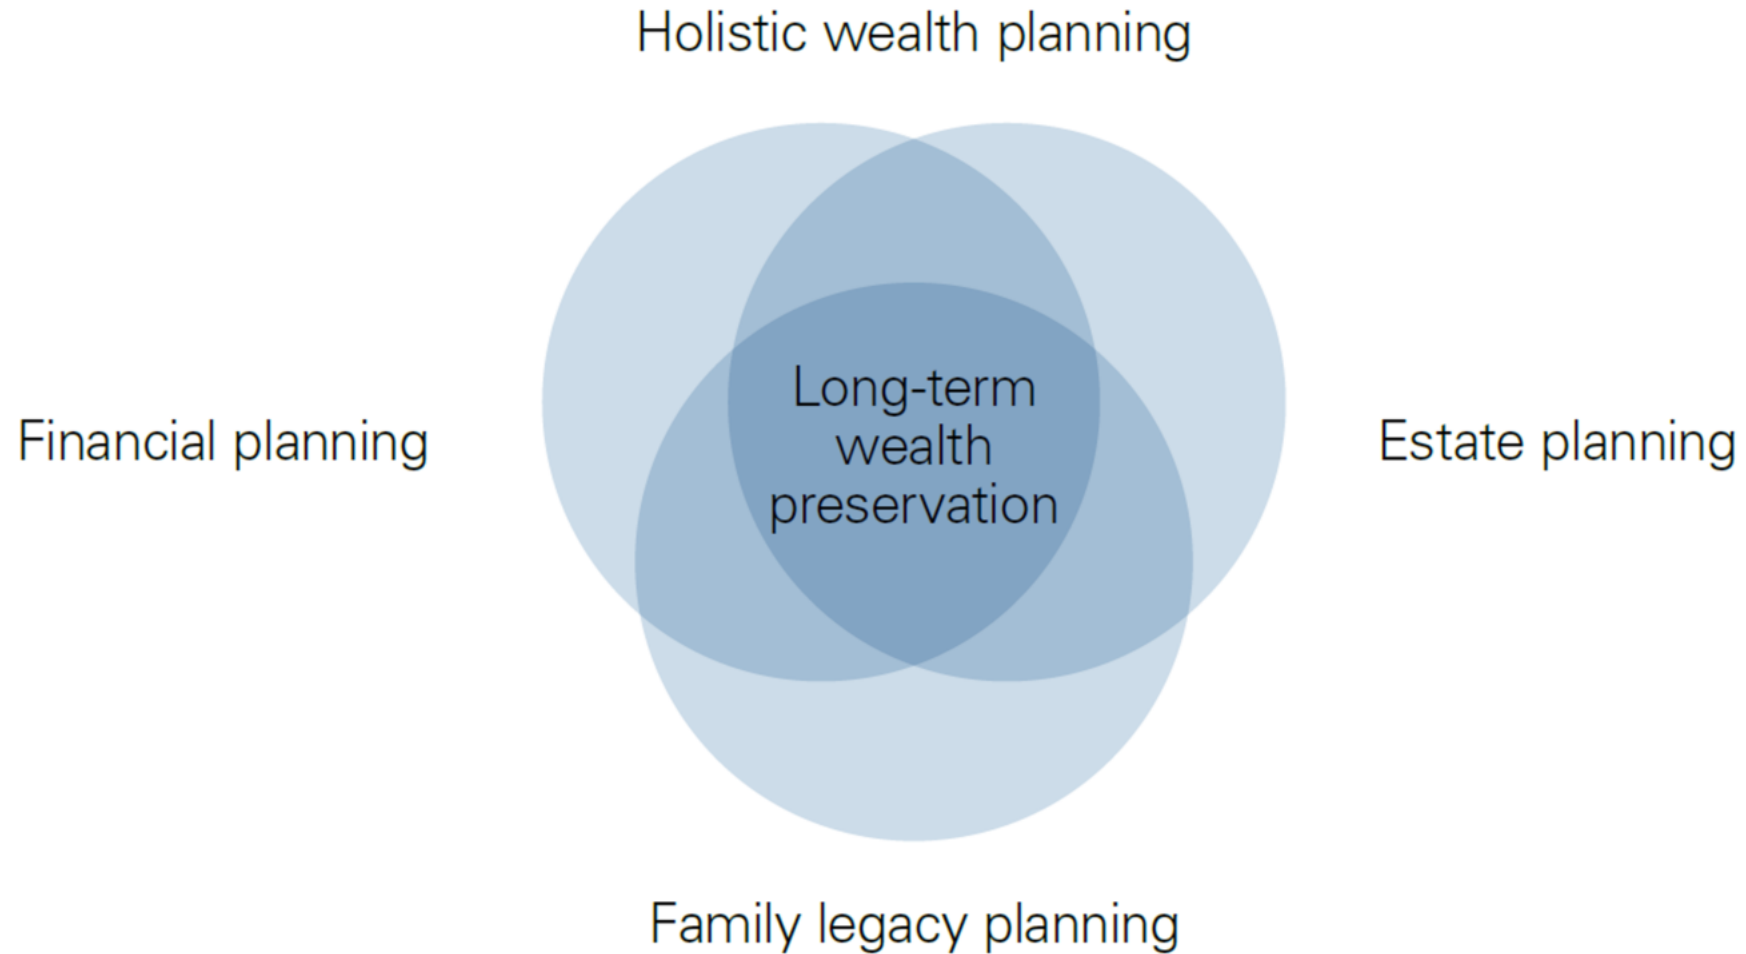 Holistic wealth planning
Long-term
wealth
preservation
Financial planning
Estate planning
Family legacy planning